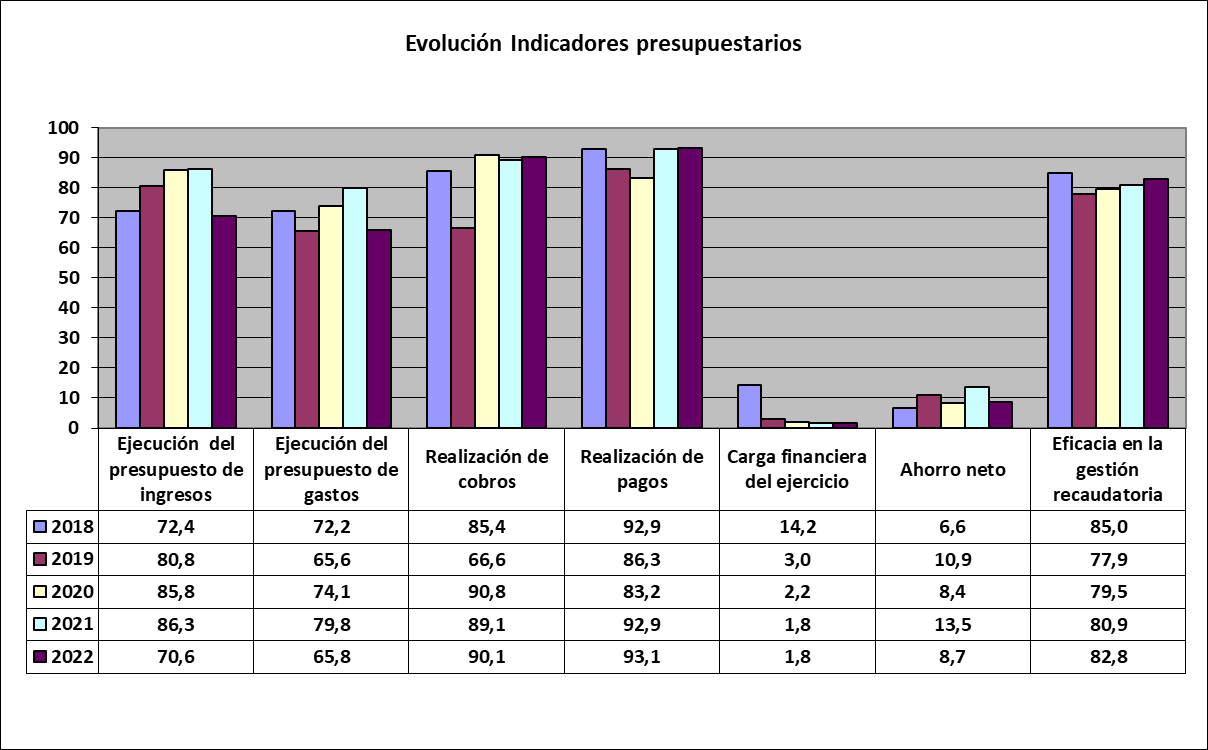 Evolución Indicadores presupuestarios
100
90
80
70
60
50
40
30
20
10
0
Ejecución del
presupuesto de
ingresos
Ejecución del
presupuesto de
gastos
Realización de
cobros
Realización de
pagos
Carga financiera
del ejercicio
Ahorro neto
Eficacia en la
gestión
recaudatoria
2018 72,4 72,2 85,4 92,9 14,2 6,6 85,0
2019 80,8 65,6 66,6 86,3 3,0 10,9 77,9
2020 85,8 74,1 90,8 83,2 2,2 8,4 79,5
2021 86,3 79,8 89,1 92,9 1,8 13,5 80,9
2022 70,6 65,8 90,1 93,1 1,8 8,7 82,8